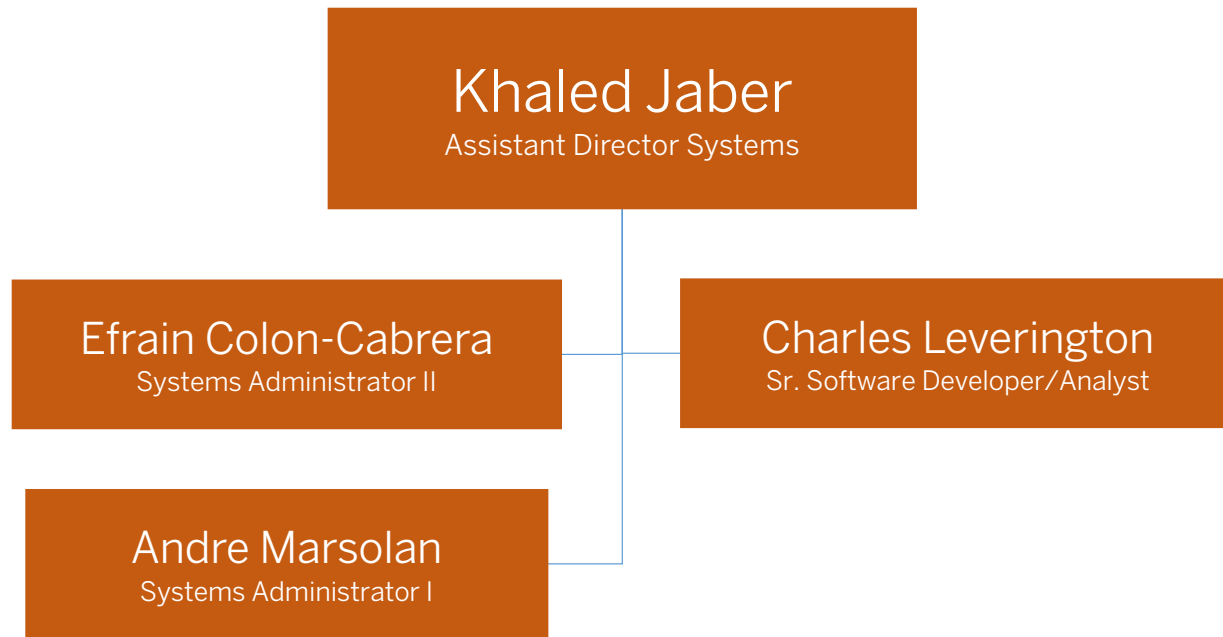 Khaled Jaber
Assistant Director Systems
Efrain Colon-Cabrera
Systems Administrator II
Charles Leverington
Sr. Software Developer/Analyst
Andre Marsolan
Systems Administrator I